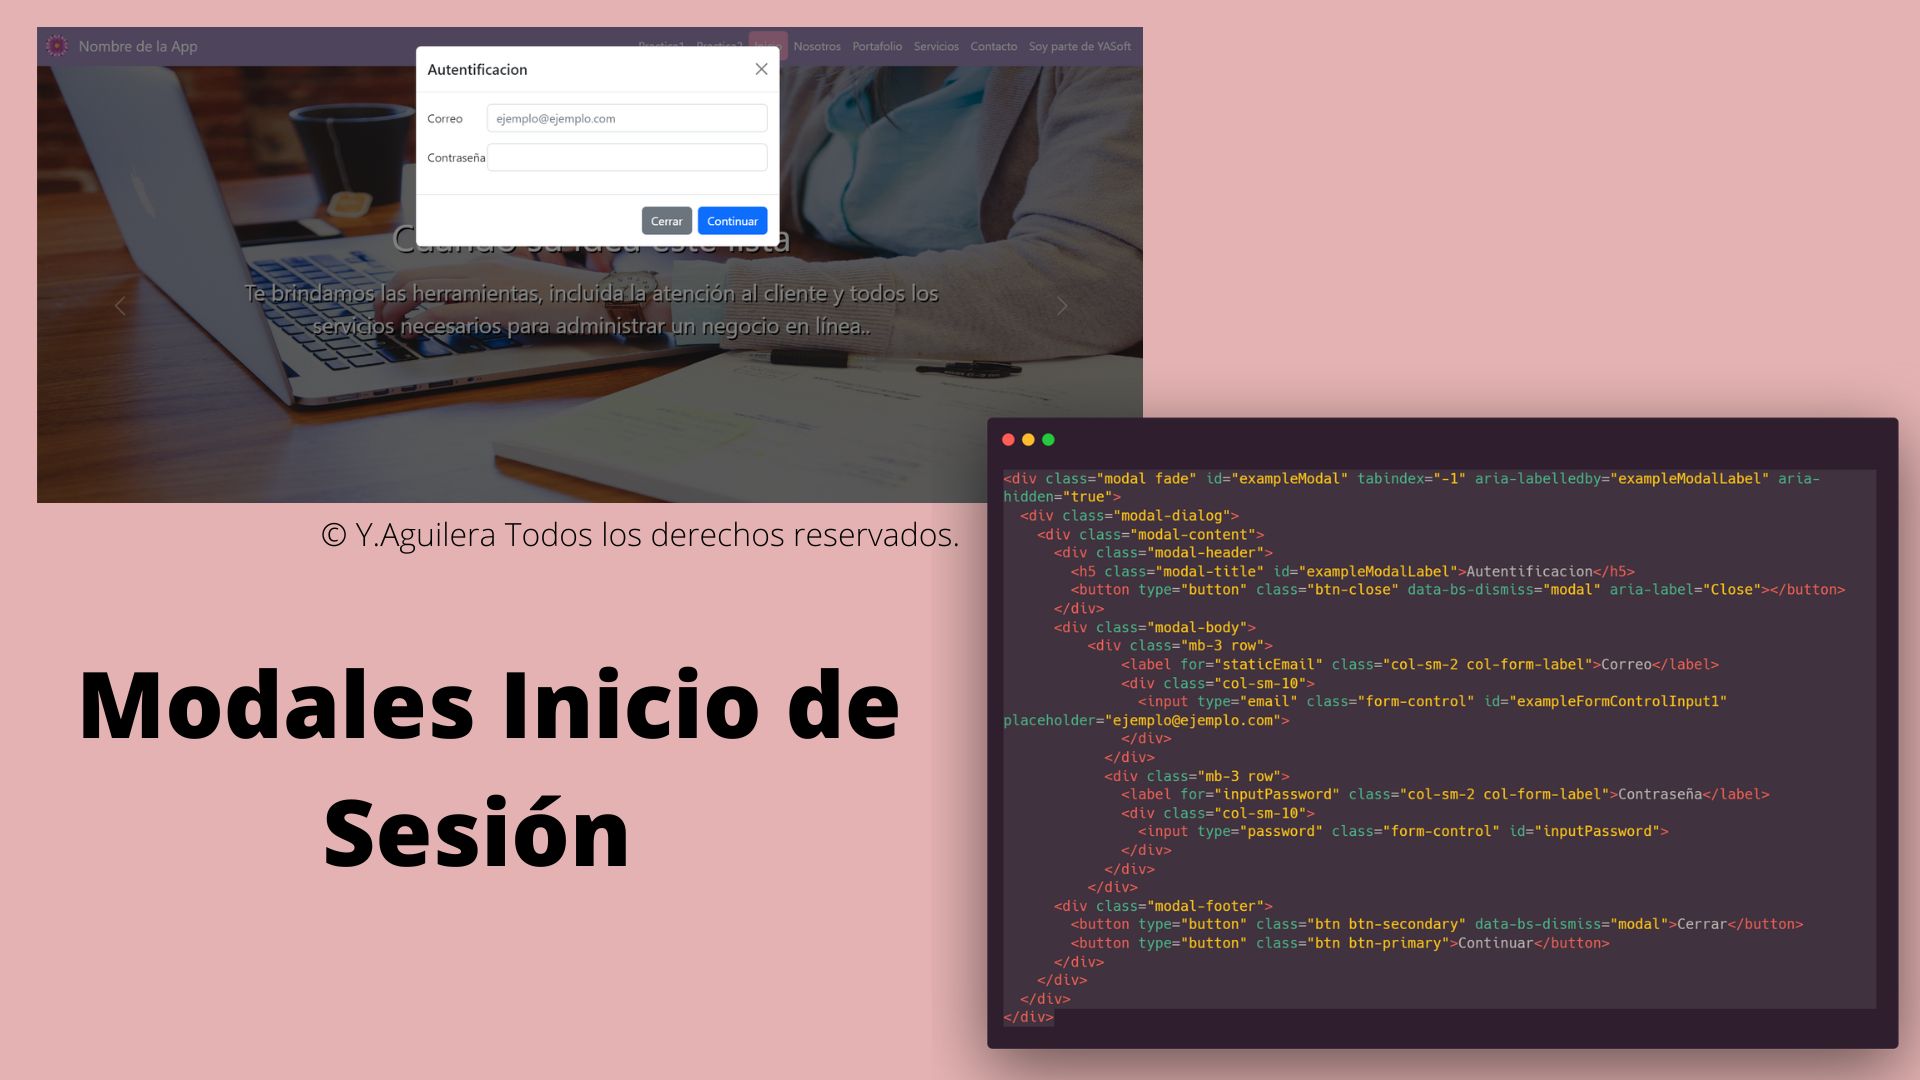 Nombre de la App
Practica1 Practica2 Inicio Nosotros Portafolio Servicios Contacto Soy parte de YASoft
Autentificacion
Correo
ejemplo@ejemplo.com
Contraseña
Cerrar
Continuar
Cuando su idea este lista
Te brindamos las herramientas, incluida la atención al cliente y todos los
servicios necesarios para administrar un negocio en línea..
© Y.Aguilera Todos los derechos reservados.
Modales Inicio de
Sesión
<div class="modal fade" id="exampleModal" tabindex="-1" aria-labelledby="exampleModalLabel" aria-
hidden="true">
<div class="modal-dialog">
<div class="modal-content">
<div class="modal-header">
<h5 class="modal-title" id="exampleModalLabel">Autentificacion</h5>
<button type="button" class="btn-close" data-bs-dismiss="modal" aria-label="Close"></button>
</div>
<div class="modal-body">
<div class="mb-3 row">
<label for="staticEmail" class="col-sm-2 col-form-label">Correo</label>
<div class="col-sm-10">
<input type="email" class="form-control" id="exampleFormControlInput1"
placeholder="ejemplo@ejemplo.com">
</div>
</div>
<div class="mb-3 row">
<label for="inputPassword" class="col-sm-2 col-form-label">Contraseña</label>
<div class="col-sm-10">
<input type="password" class="form-control" id="inputPassword">
</div>
</div>
</div>
<div class="modal-footer">
<button type="button" class="btn btn-secondary" data-bs-dismiss="modal">Cerrar</button>
<button type="button" class="btn btn-primary">Continuar</button>
</div>
</div>
</div>
</div>